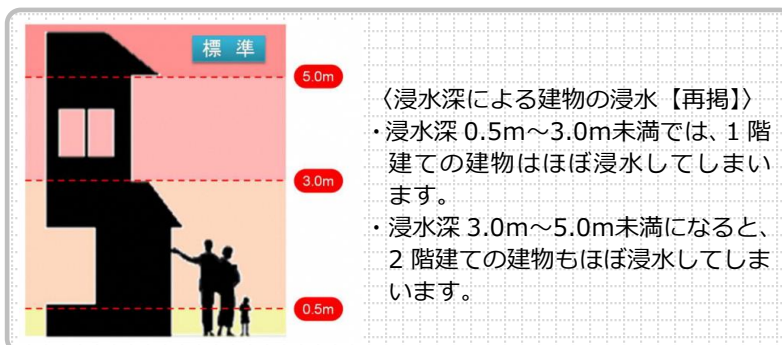 標 準
5.0m
3.0m
0.5m
〈浸水深による建物の浸水【再掲】〉
・浸水深 0.5m～3.0m未満では、1 階
建ての建物はほぼ浸水してしまい
ます。
・浸水深 3.0m～5.0m未満になると、
2 階建ての建物もほぼ浸水してしま
います。